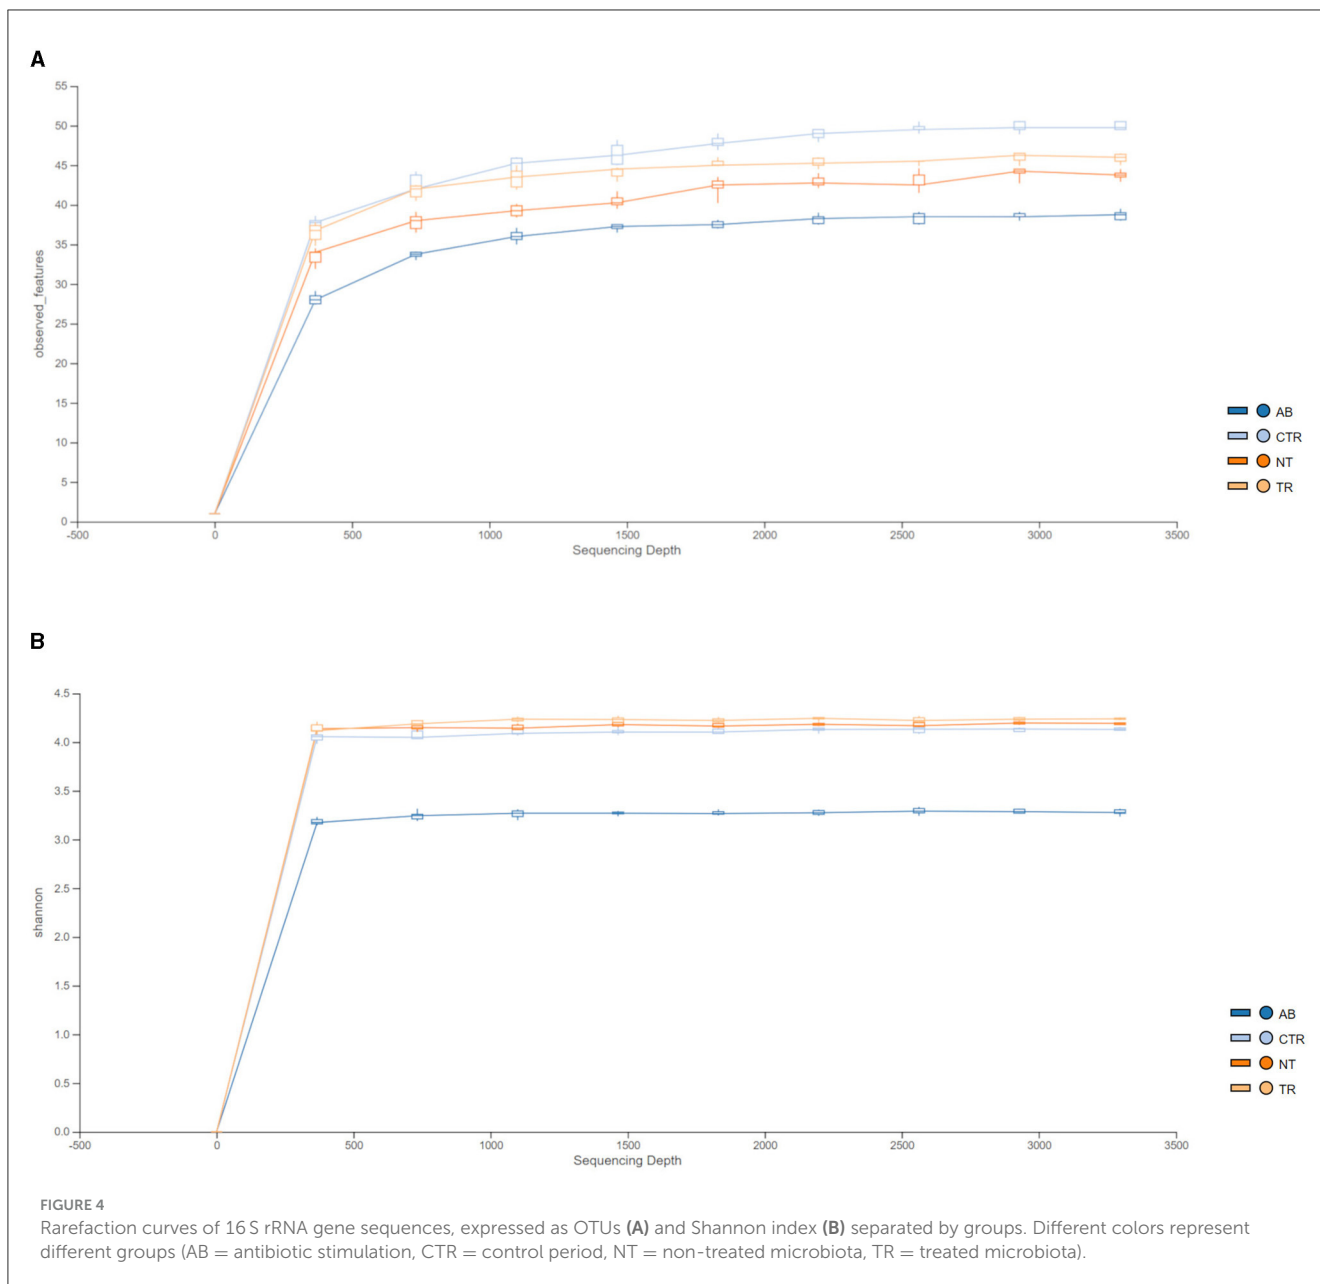 A
55
50
45
40
35
30
25
20
15
10
5
0
observed_features
-500
0
500
1000
1500
2000
2500
3000
3500
Sequencing Depth
AB
CTR
NT
TR
B
4.5
4.0
3.5
3.0
2.5
2.0
1.5
1.0
0.5
0.0
shannon
-500
0
500
1000
1500
2000
2500
3000
3500
Sequencing Depth
AB
CTR
NT
TR
FIGURE 4
Rarefaction curves of 16 S rRNA gene sequences, expressed as OTUs (A) and Shannon index (B) separated by groups. Different colors represent
different groups (AB = antibiotic stimulation, CTR = control period, NT = non-treated microbiota, TR = treated microbiota).